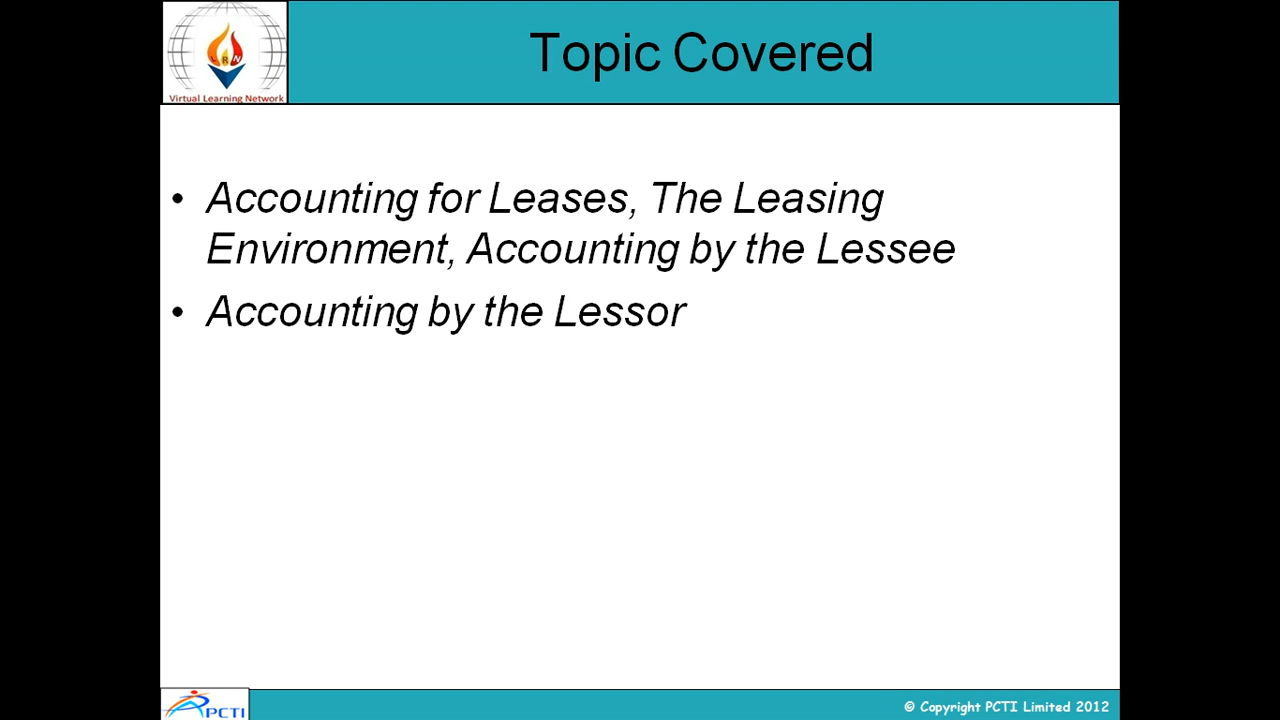 Topic Covered
LRN
Virtual Learning Network
• Accounting for Leases, The Leasing
Environment, Accounting by the Lessee
• Accounting by the Lessor
PCTI
© Copyright PCTI Limited 2012